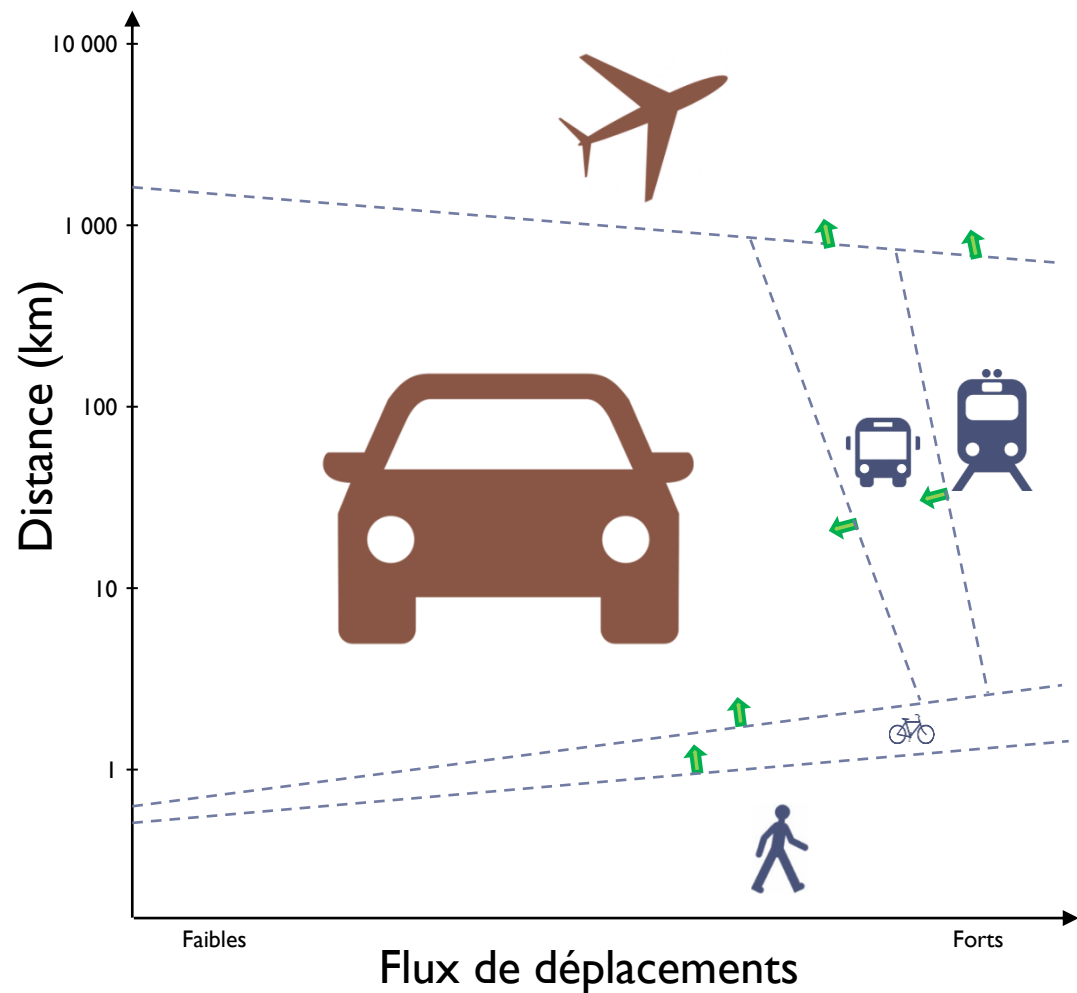 10 000
1 000
100
10
1
Distance (km)
Faibles
Forts
Flux de déplacements